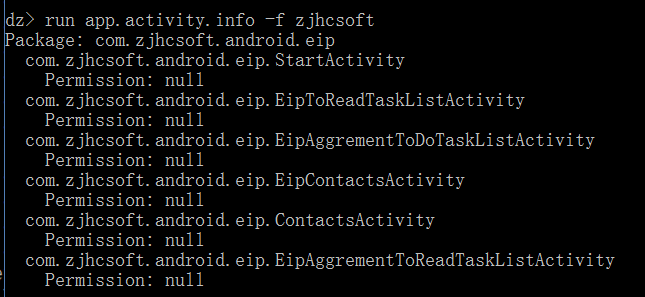 dz> run app.activity.info -f zjhcsoft
Package: com.zjhcsoft.android.eip
com.zjhcsoft.android.eip.StartActivity
Permission: null
com.zjhcsoft.android.eip.EipToReadTaskListActivity
Permission: null
com.zjhcsoft.android.eip.EipAggrementToDoTaskListActivity
Permission: null
com.zjhcsoft.android.eip.EipContactsActivity
Permission: null
com.zjhcsoft.android.eip.ContactsActivity
Permission: null
com.zjhcsoft.android.eip.EipAggrementToReadTaskListActivity
Permission: null